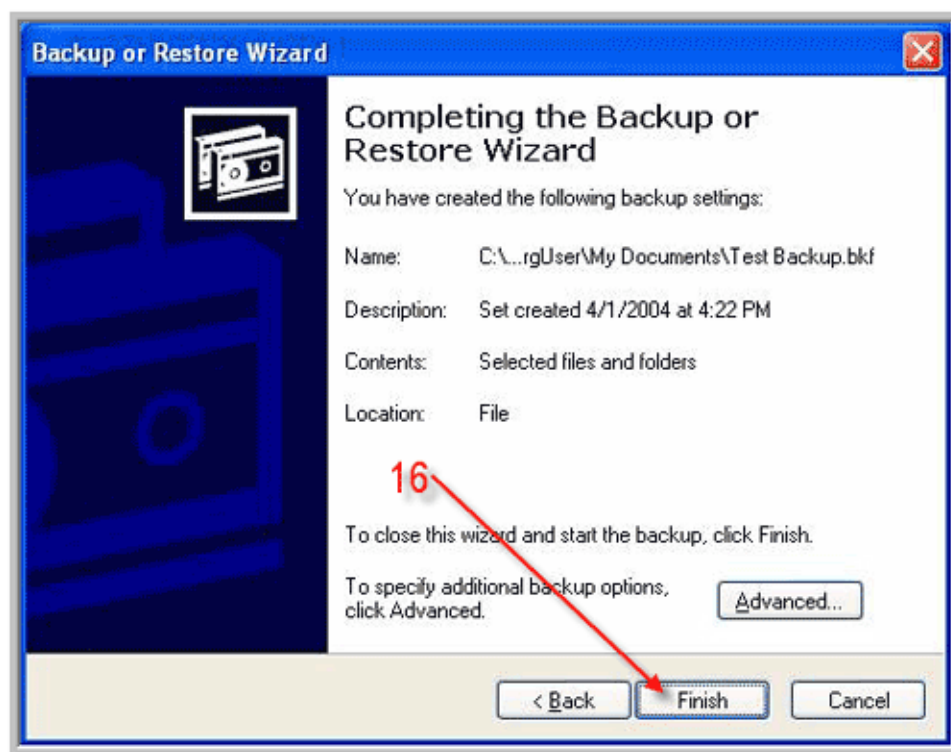 Backup or Restore Wizard
Completing the Backup or
Restore Wizard
You have created the following backup settings:
Name: C:\...rgUser\My Documents\Test Backup.bkf
Description: Set created 4/1/2004 at 4:22 PM
Contents: Selected files and folders
Location: File
16
To close this wizard and start the backup, click Finish.
To specify additional backup options,
click Advanced.
Advanced...
< Back Finish Cancel